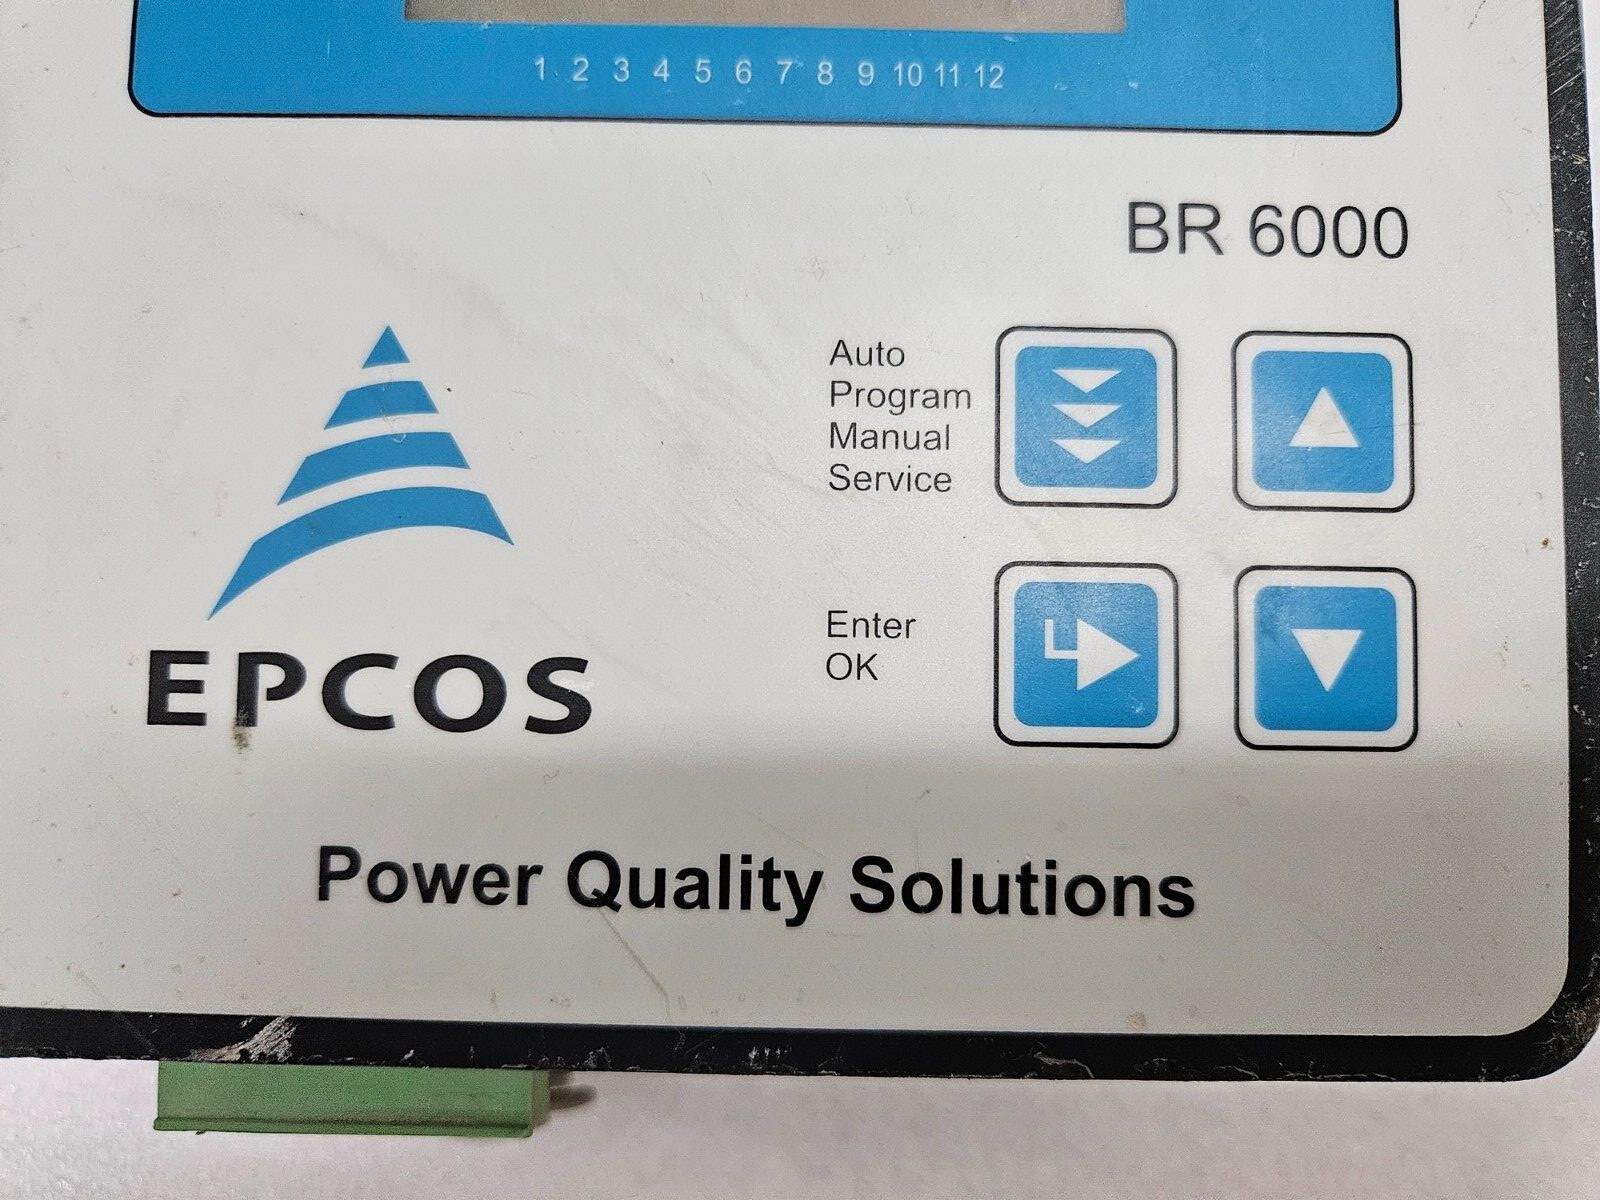 1 2 3 4 5 6 7 8 9 10 11 12
BR 6000
Auto
Program
Manual
Service
Enter
OK
EPCOS
Power Quality Solutions